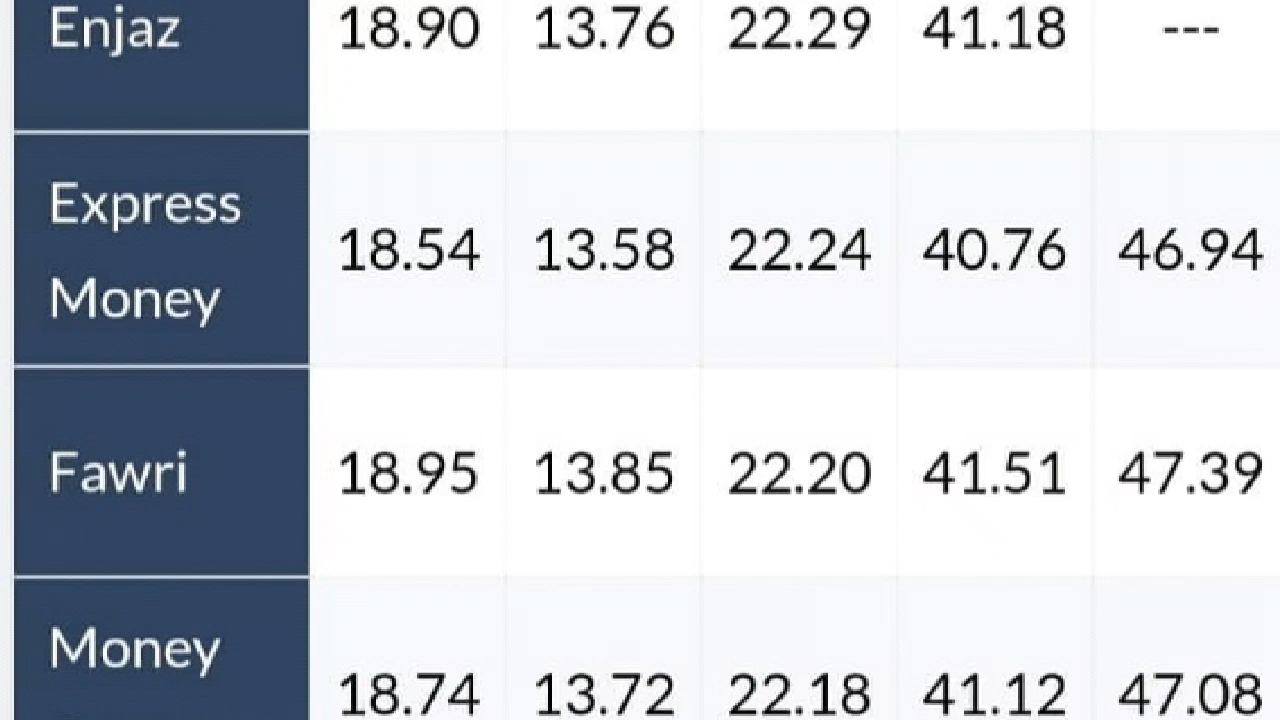 Enjaz 18.90 13.76 22.29 41.18 ---
Express
Money 18.54 13.58 22.24 40.76 46.94
Fawri 18.95 13.85 22.20 41.51 47.39
Money
18.74 13.72 22.18 41.12 47.08